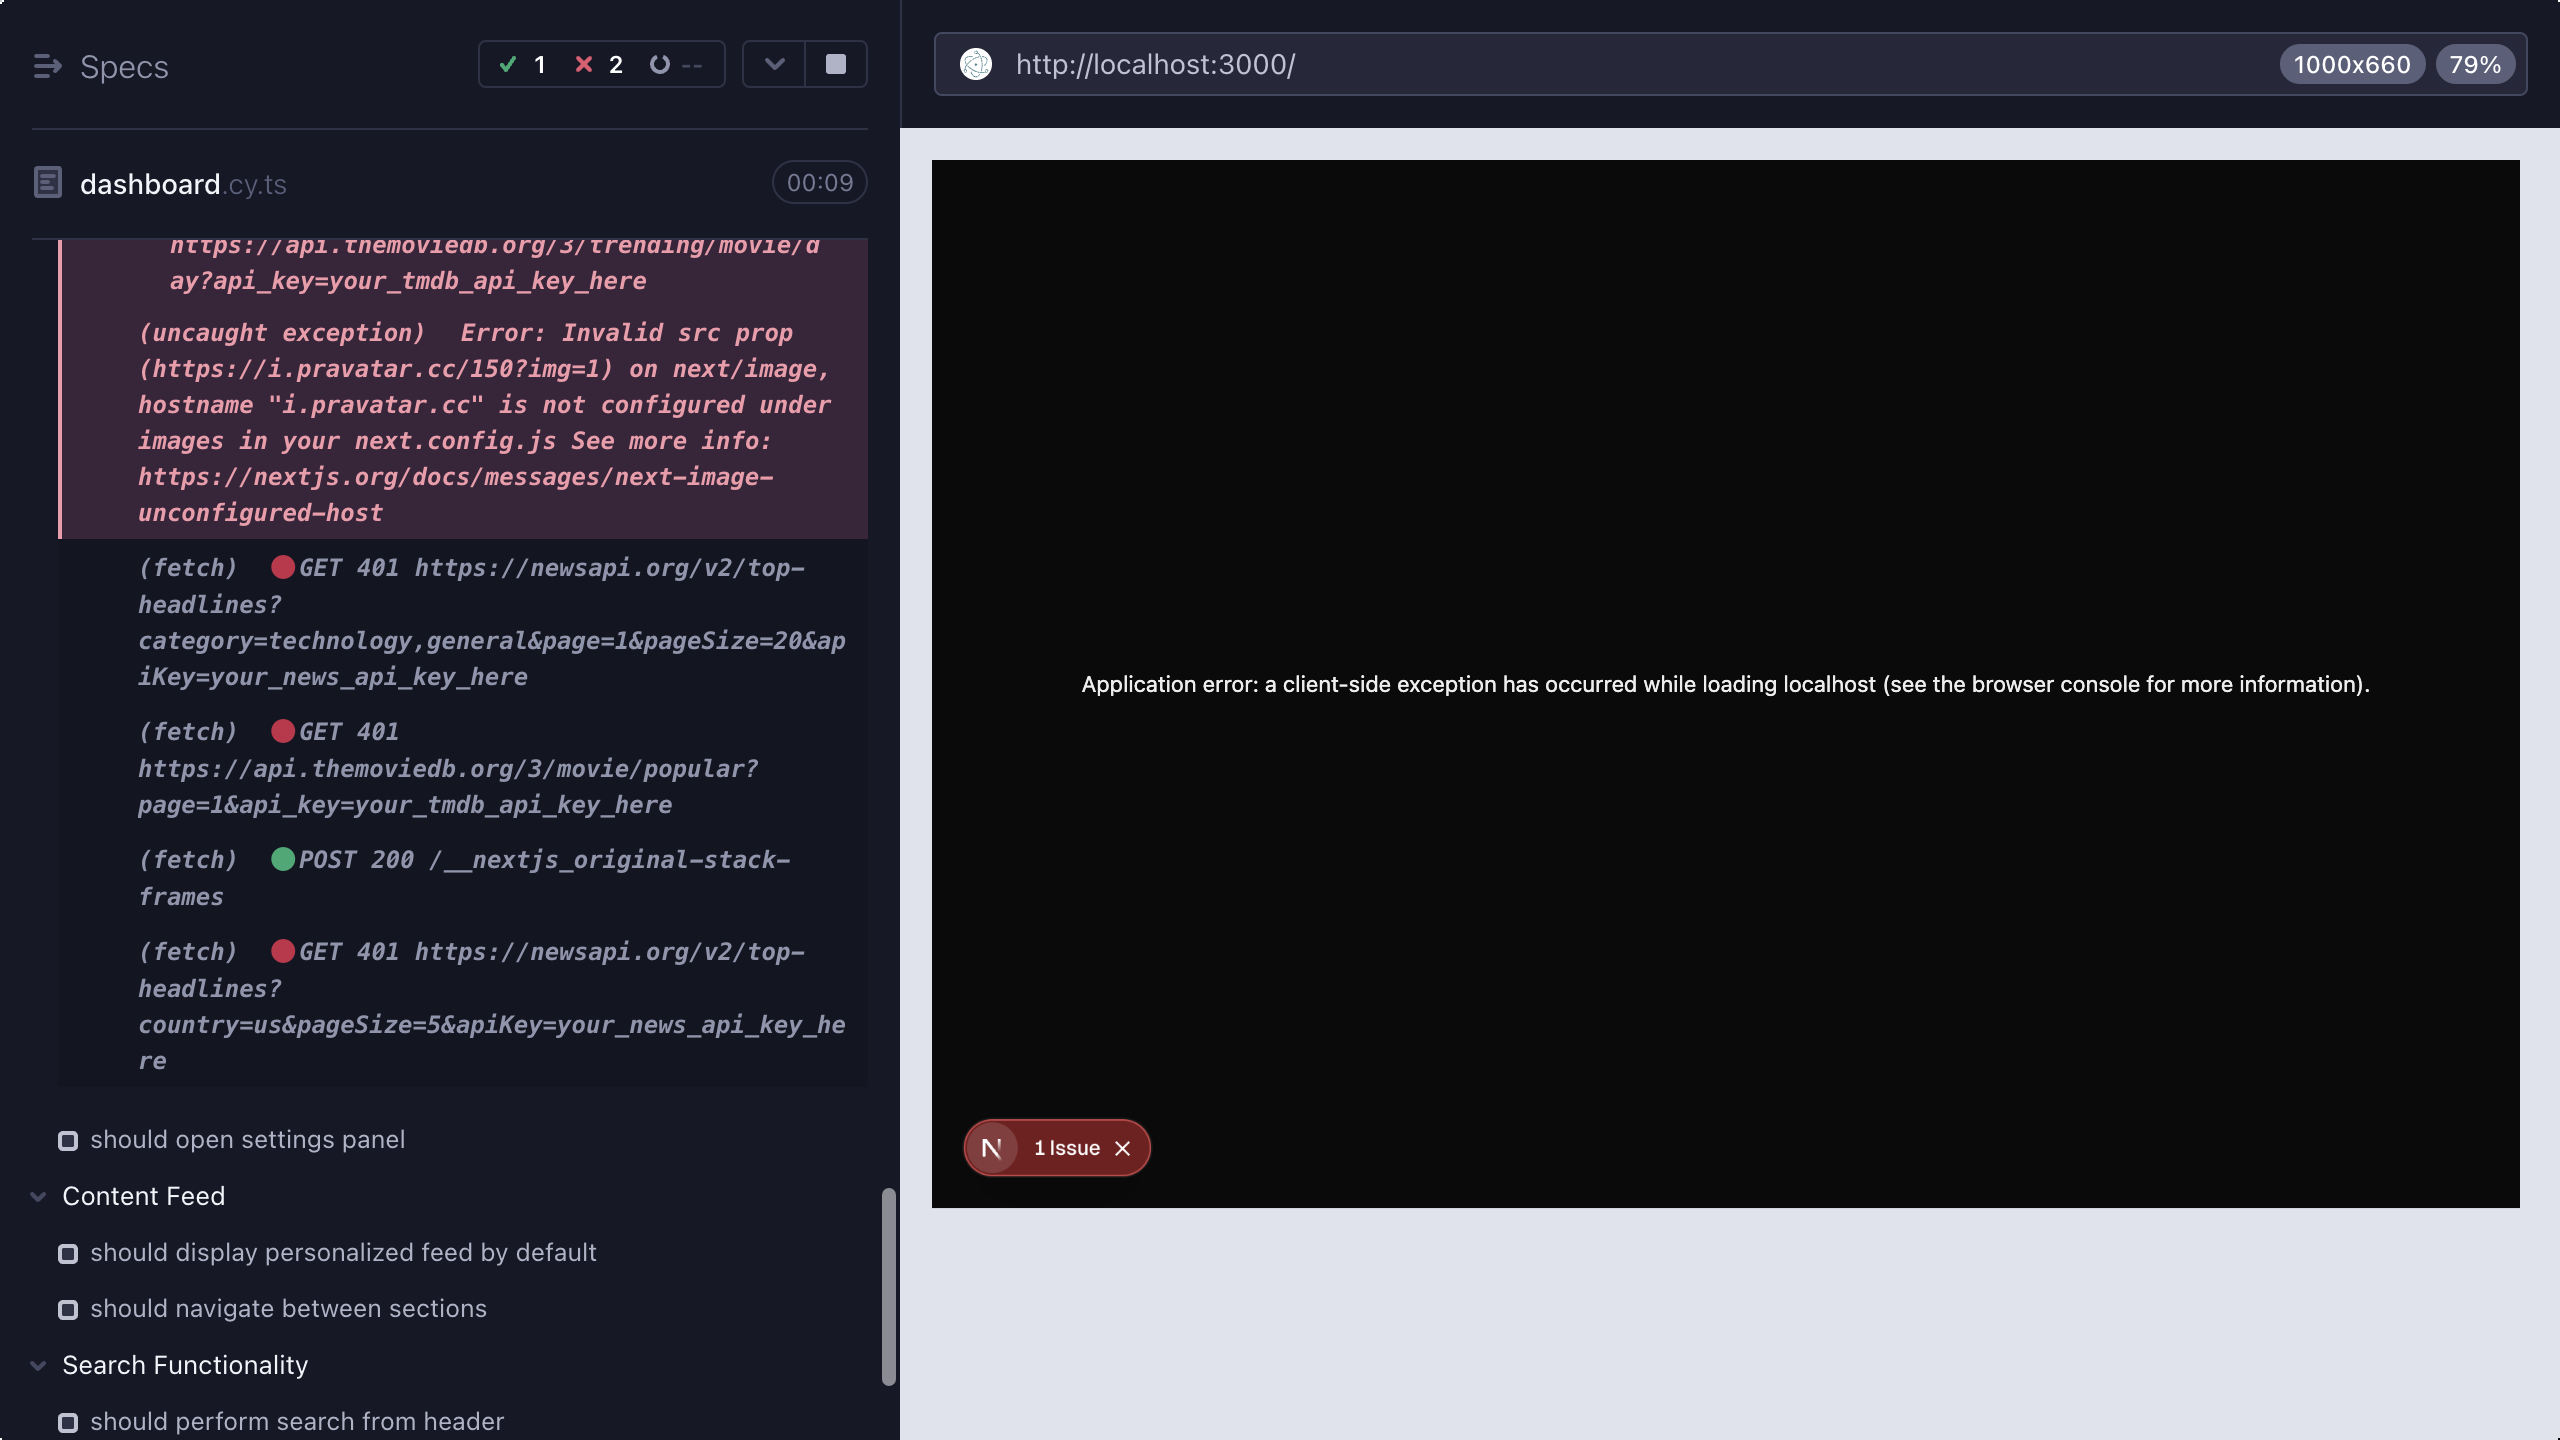 Specs
1 2 --
dashboard.cy.ts
00:09
https://api.themoviedb.org/3/trending/movie/d
ay?api_key=your_tmdb_api_key_here
(uncaught exception) Error: Invalid src prop
(https://i.pravatar.cc/150?img=1) on next/image,
hostname "i.pravatar.cc" is not configured under
images in your next.config.js See more info:
https://nextjs.org/docs/messages/next-image-
unconfigured-host
(fetch) GET 401 https://newsapi.org/v2/top-
headlines?
category=technology,general&page=1&pageSize=20&ap
iKey=your_news_api_key_here
(fetch) GET 401
https://api.themoviedb.org/3/movie/popular?
page=1&api_key=your_tmdb_api_key_here
(fetch) POST 200 /__nextjs_original-stack-
frames
(fetch) GET 401 https://newsapi.org/v2/top-
headlines?
country=us&pageSize=5&apiKey=your_news_api_key_he
re
should open settings panel
Content Feed
should display personalized feed by default
should navigate between sections
Search Functionality
should perform search from header
http://localhost:3000/
1000x660
79%
Application error: a client-side exception has occurred while loading localhost (see the browser console for more information).
N
1 Issue